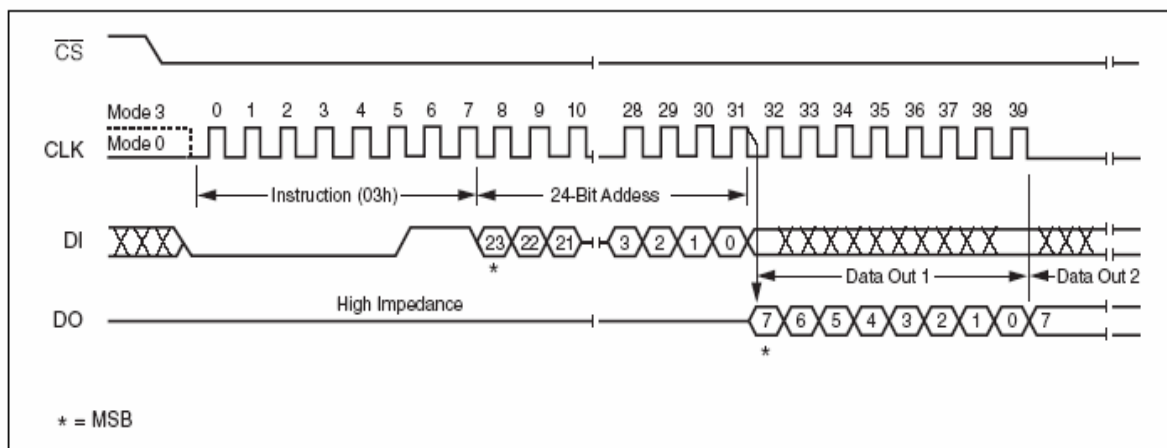 CS
0 1 2 3 4 5 6 7 8 9 10 28 29 30 31 32 33 34 35 36 37 38 39
Mode 3
Mode 0
CLK
Instruction (03h)
24-Bit Addess
DI
23 22 21 3 2 1 0
*
Data Out 1
Data Out 2
High Impedance
DO
7 6 5 4 3 2 1 0 7
*
* = MSB